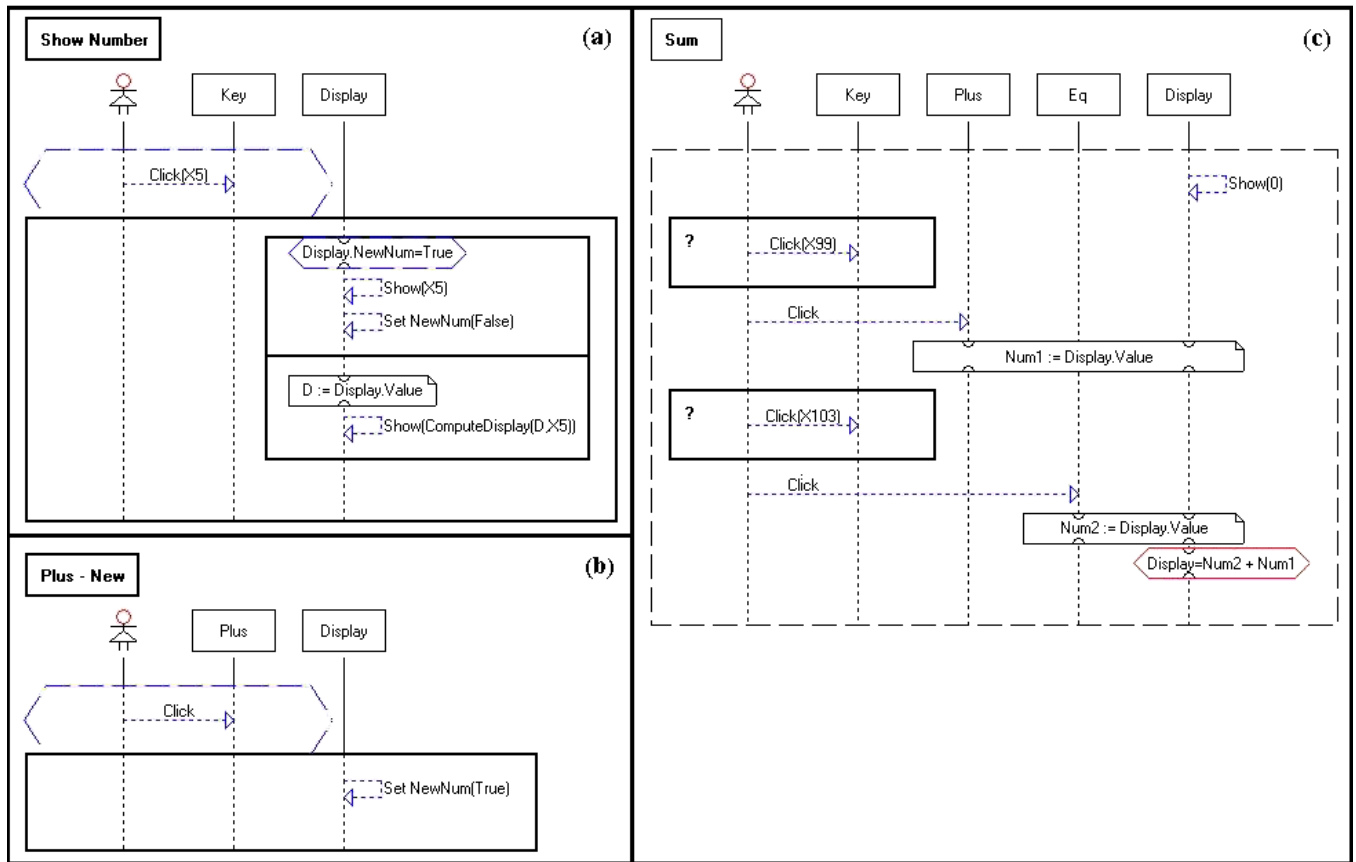 Show Number
(a)
Key
Display
Click(X5)
Display.NewNum=True
Show(X5)
Set NewNum(False)
D := Display.Value
Show(ComputeDisplay(D,X5))
Plus - New
(b)
Plus
Display
Click
Set NewNum(True)
Sum
(c)
Key
Plus
Eq
Display
Show(0)
?
Click(X99)
Click
Num1 := Display.Value
?
Click(X103)
Click
Num2 := Display.Value
Display=Num2 + Num1